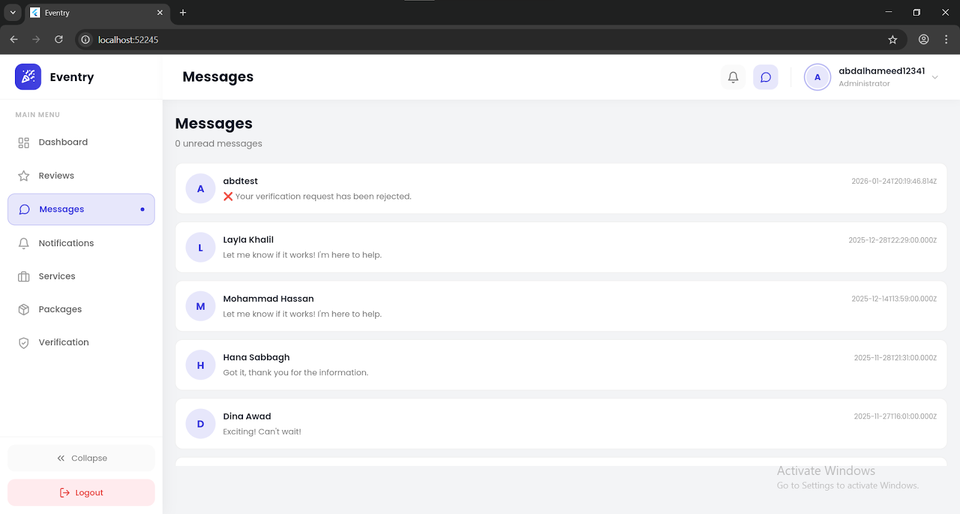 Eventry
localhost:52245
Eventry
Messages
A
abdalhameed12341
Administrator
MAIN MENU
Dashboard
Reviews
Messages
Notifications
Services
Packages
Verification
Collapse
Logout
Messages
0 unread messages
A
abdtest
2026-01-24T20:19:46.814Z
❌ Your verification request has been rejected.
L
Layla Khalil
2025-12-28T22:29:00.000Z
Let me know if it works! I'm here to help.
M
Mohammad Hassan
2025-12-14T13:59:00.000Z
Let me know if it works! I'm here to help.
H
Hana Sabbagh
2025-11-28T21:31:00.000Z
Got it, thank you for the information.
D
Dina Awad
2025-11-27T16:01:00.000Z
Exciting! Can't wait!
Activate Windows
Go to Settings to activate Windows.